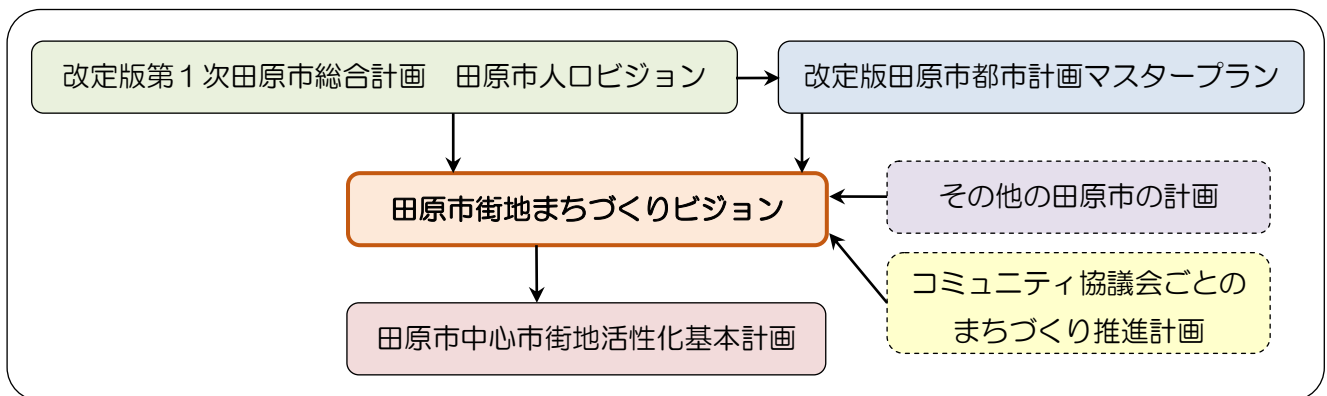 改定版第１次田原市総合計画　田原市人口ビジョン
改定版田原市都市計画マスタープラン
田原市街地まちづくりビジョン
その他の田原市の計画
コミュニティ協議会ごとの
まちづくり推進計画
田原市中心市街地活性化基本計画